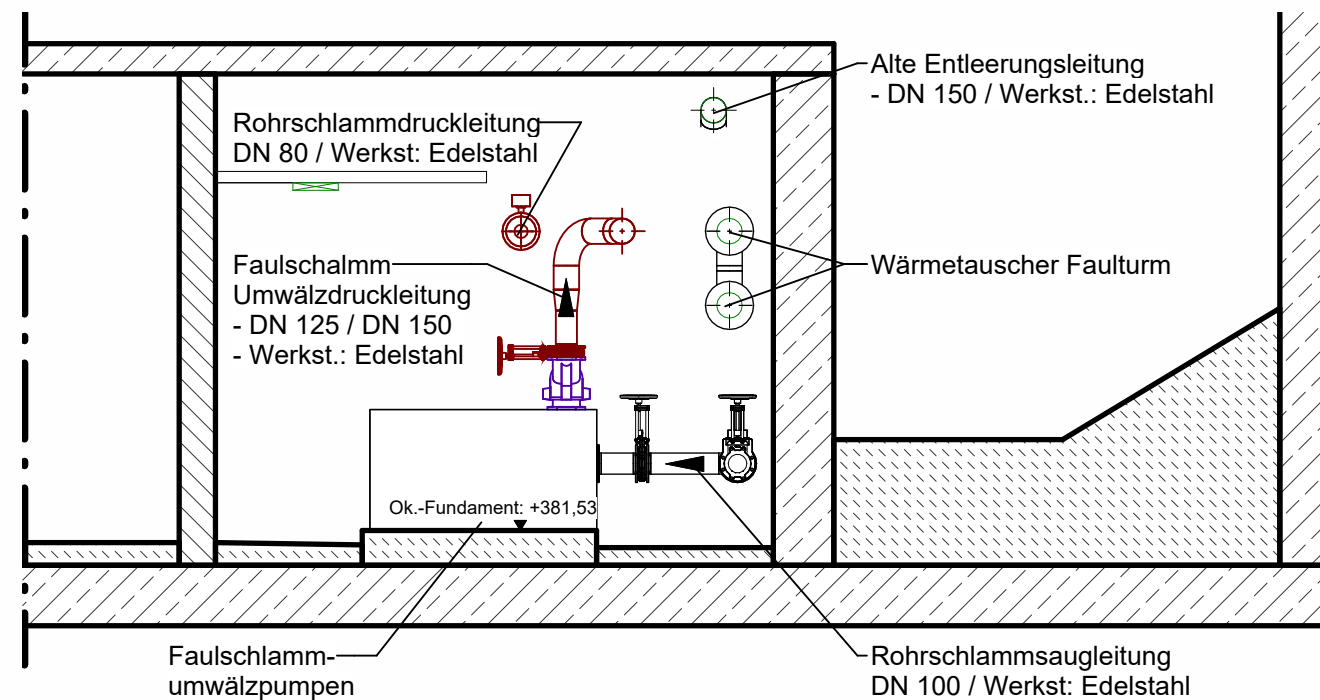 Alte Entleerungsleitung
- DN 150 / Werkst.: Edelstahl
Rohrschlammdruckleitung
DN 80 / Werkst: Edelstahl
Faulschalmm
Umwälzdruckleitung
- DN 125 / DN 150
- Werkst.: Edelstahl
Wärmetauscher Faulturm
Ok.-Fundament: +381,53
Faulschlamm-
umwälzpumpen
Rohrschlammsaugleitung
DN 100 / Werkst: Edelstahl